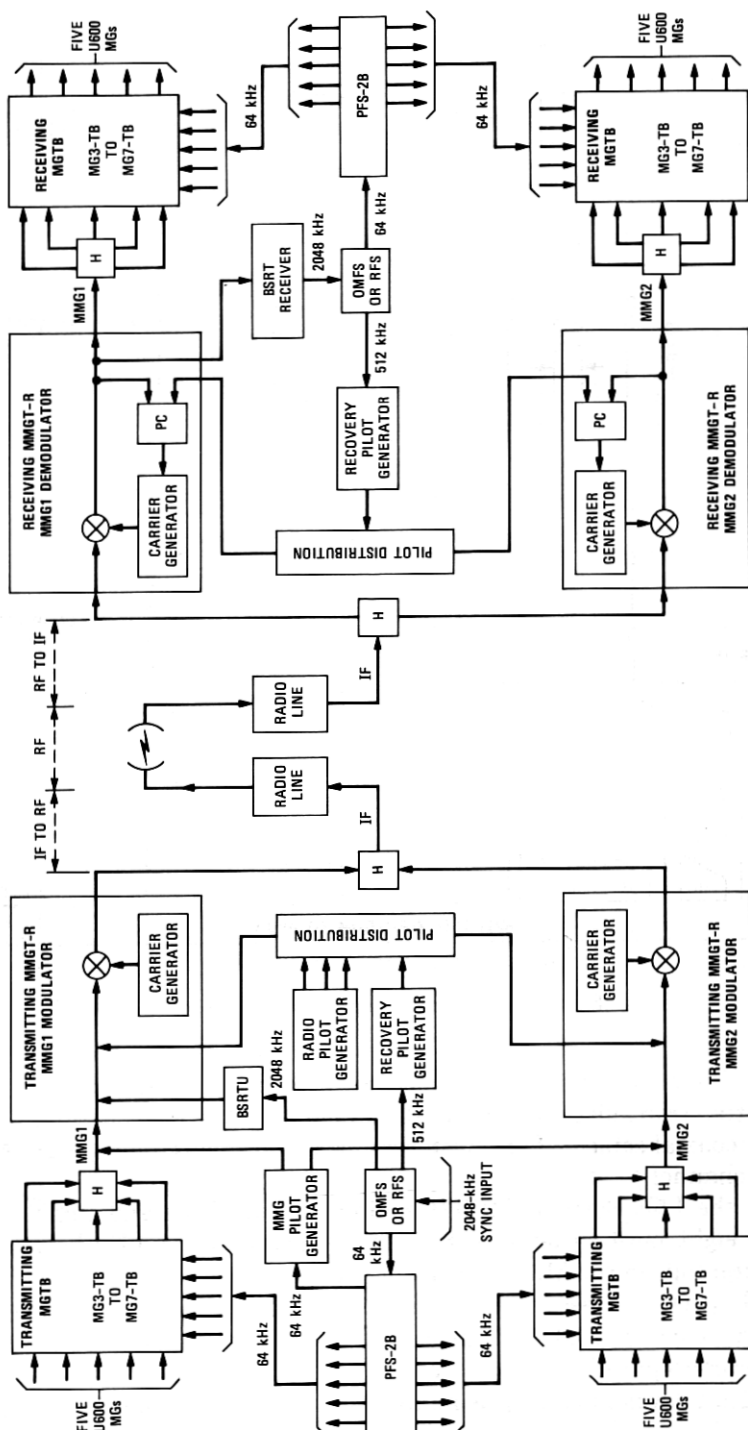 FIVE
U600
MGs
TRANSMITTING
MGTB
MG3-TB
TO
MG7-TB
64 kHz
H
MMG1
TRANSMITTING MMGT-R
MMG1 MODULATOR
CARRIER
GENERATOR
BSRTU
2048 kHz
MMG
PILOT
GENERATOR
64 kHz
PFS-2B
64
kHz
OMFS
OR RFS
2048-kHz
SYNC INPUT
512 kHz
RADIO
PILOT
GENERATOR
RECOVERY
PILOT
GENERATOR
PILOT DISTRIBUTION
64 kHz
FIVE
U600
MGs
TRANSMITTING
MGTB
MG3-TB
TO
MG7-TB
H
MMG2
TRANSMITTING MMGT-R
MMG2 MODULATOR
CARRIER
GENERATOR
IF TO RF
RF
RF TO IF
H
IF
RADIO
LINE
RADIO
LINE
IF
H
RECEIVING MMGT-R
MMG1 DEMODULATOR
CARRIER
GENERATOR
PC
MMG1
H
RECEIVING
MGTB
MG3-TB
TO
MG7-TB
FIVE
U600
MGs
64 kHz
BSRT
RECEIVER
2048 kHz
PILOT DISTRIBUTION
RECOVERY
PILOT
GENERATOR
512 kHz
OMFS
OR RFS
64 kHz
PFS-2B
64 kHz
RECEIVING MMGT-R
MMG2 DEMODULATOR
CARRIER
GENERATOR
PC
MMG2
H
RECEIVING
MGTB
MG3-TB
TO
MG7-TB
FIVE
U600
MGs